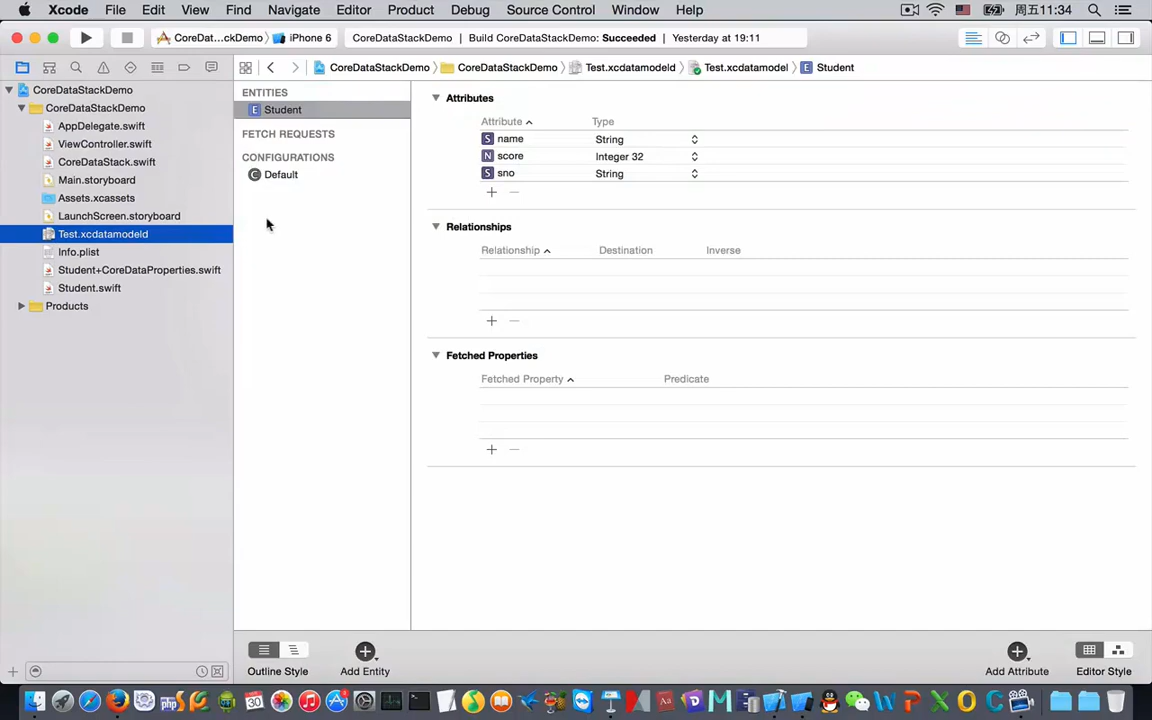 Xcode File Edit View Find Navigate Editor Product Debug Source Control Window Help 周五11:34
CoreDat...ckDemo 〉 iPhone 6 CoreDataStackDemo | Build CoreDataStackDemo: Succeeded | Yesterday at 19:11
CoreDataStackDemo 〉 CoreDataStackDemo 〉 Test.xcdatamodeld 〉 Test.xcdatamodel 〉 E Student
CoreDataStackDemo
CoreDataStackDemo
AppDelegate.swift
ViewController.swift
CoreDataStack.swift
Main.storyboard
Assets.xcassets
LaunchScreen.storyboard
Test.xcdatamodeld
Info.plist
Student+CoreDataProperties.swift
Student.swift
Products
ENTITIES
E Student
FETCH REQUESTS
CONFIGURATIONS
C Default
Attributes
Attribute Type
S name String
N score Integer 32
S sno String
Relationships
Relationship Destination Inverse
Fetched Properties
Fetched Property Predicate
Outline Style Add Entity Add Attribute Editor Style